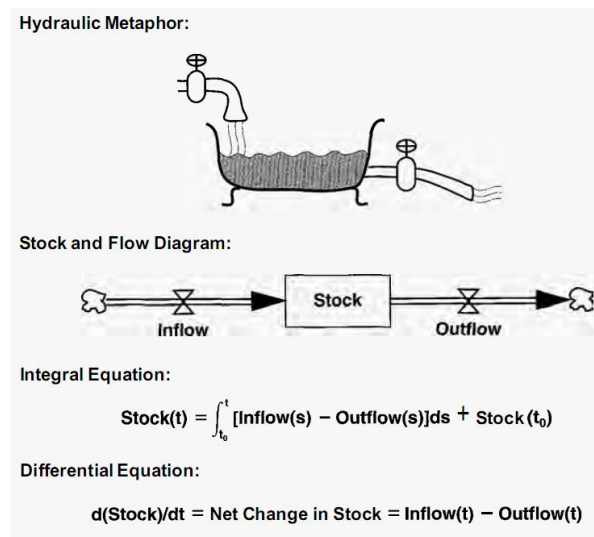 Hydraulic Metaphor:
Stock and Flow Diagram:
Stock
Inflow
Outflow
Integral Equation:
Stock(t) = ∫ₜ₀ᵗ [Inflow(s) – Outflow(s)]ds + Stock(t₀)
Differential Equation:
d(Stock)/dt = Net Change in Stock = Inflow(t) – Outflow(t)